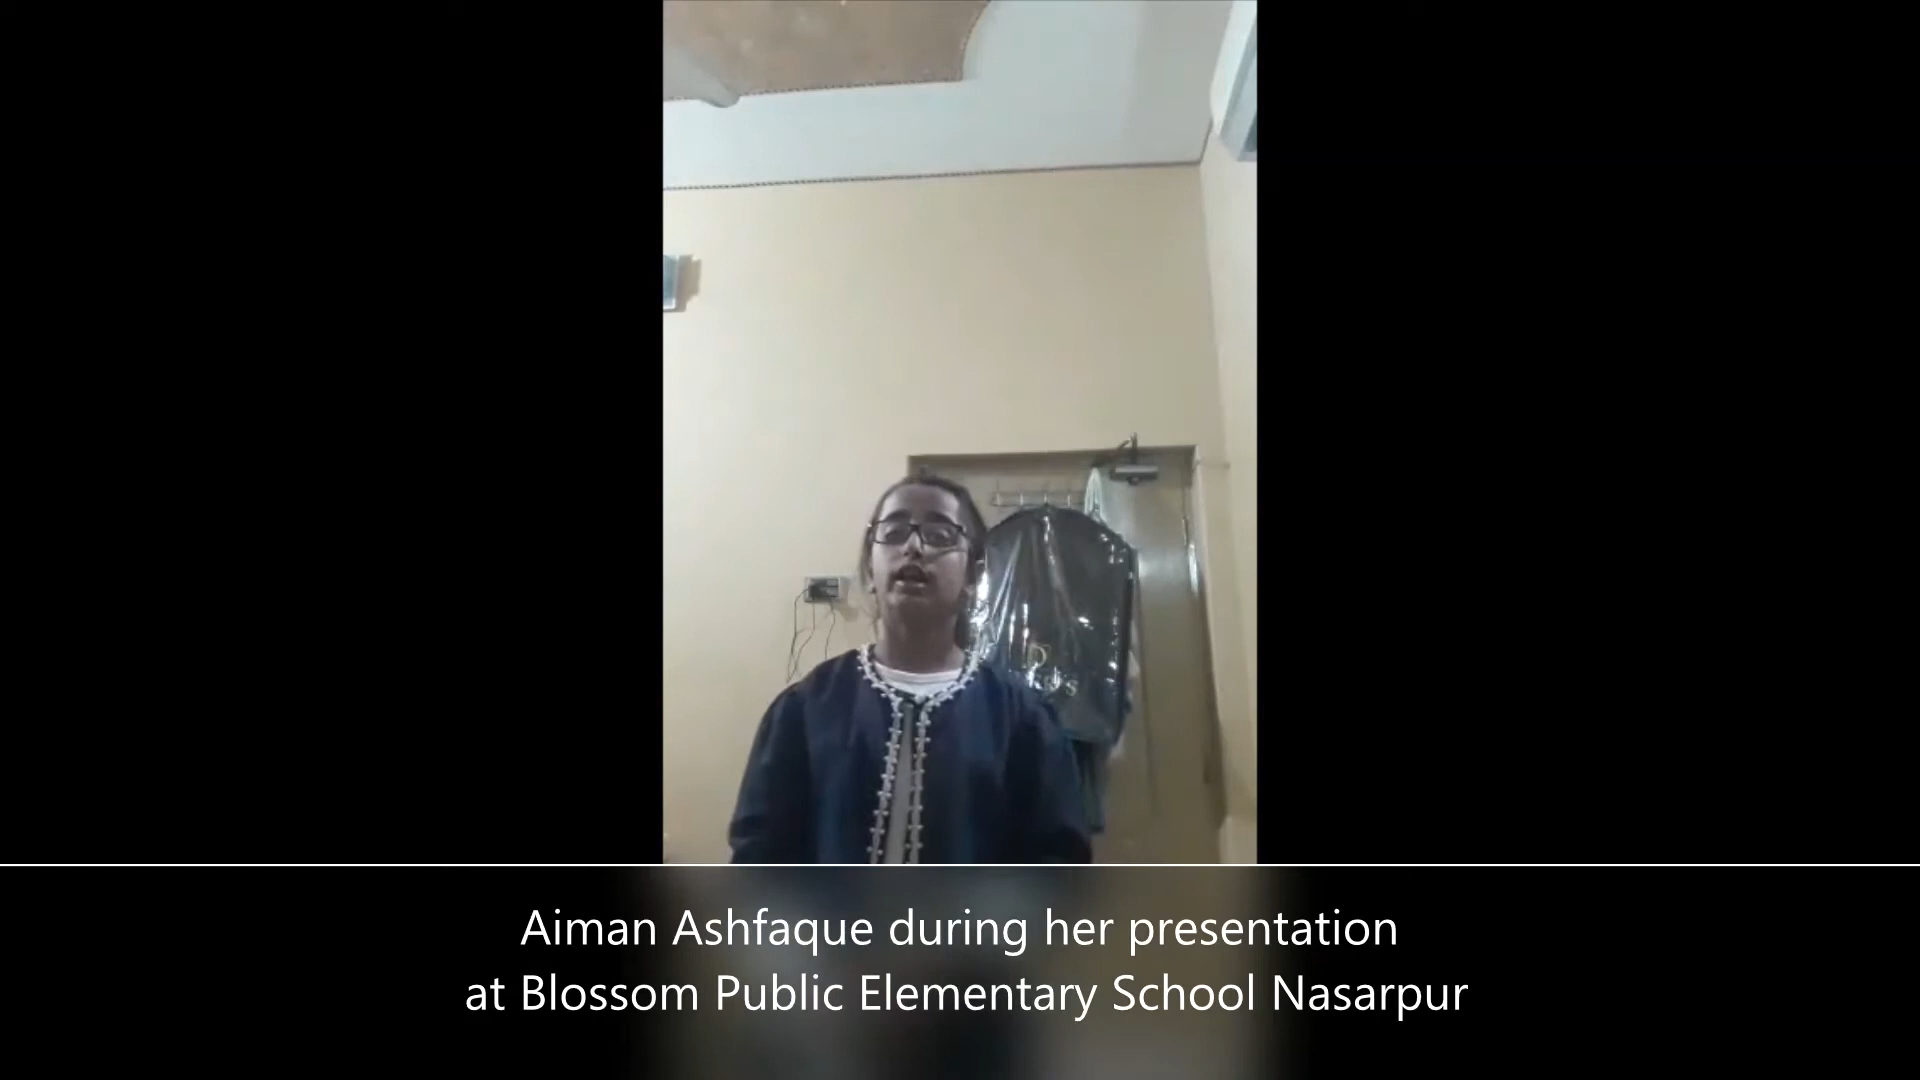 Aiman Ashfaque during her presentation
at Blossom Public Elementary School Nasarpur